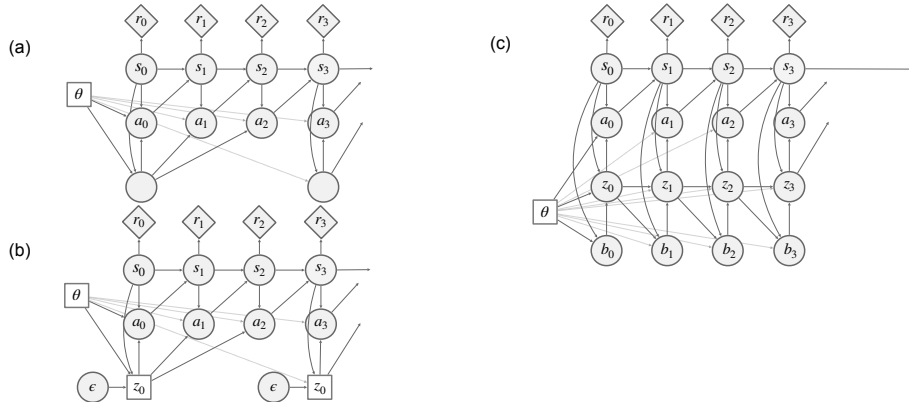 (a)
r₀ r₁ r₂ r₃
s₀ s₁ s₂ s₃
θ
a₀ a₁ a₂ a₃
(b)
r₀ r₁ r₂ r₃
s₀ s₁ s₂ s₃
θ
a₀ a₁ a₂ a₃
ϵ z₀ ϵ z₀
(c)
r₀ r₁ r₂ r₃
s₀ s₁ s₂ s₃
a₀ a₁ a₂ a₃
z₀ z₁ z₂ z₃
θ
b₀ b₁ b₂ b₃